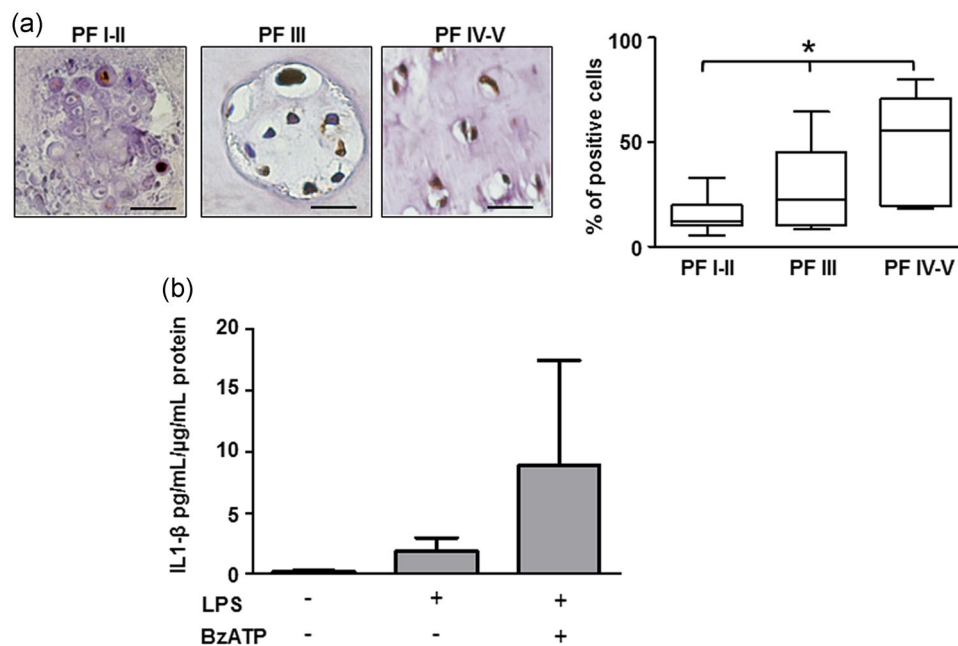 (a)
PF I-II
PF III
PF IV-V
% of positive cells
100
50
0
*
PF I-II
PF III
PF IV-V
(b)
IL1-β pg/mL/µg/mL protein
20
15
10
5
0
LPS - + +
BzATP - - +